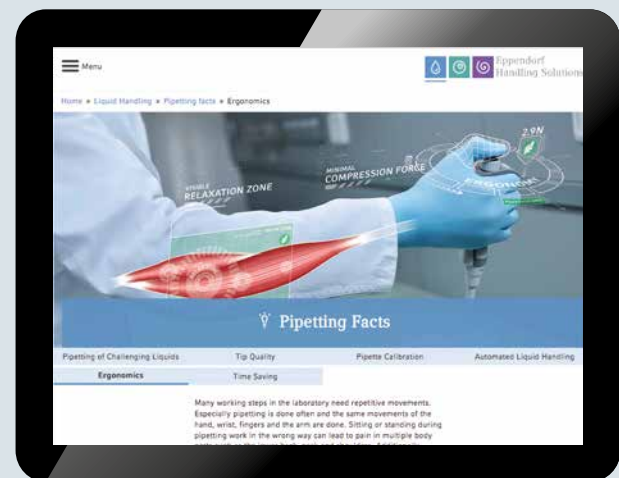 Menu
Eppendorf
Handling Solutions
Home » Liquid Handling » Pipetting facts » Ergonomics
2.9N
MINIMAL
COMPRESSION FORCE
VISIBLE
RELAXATION ZONE
ERGONOMI
Pipetting Facts
Pipetting of Challenging Liquids
Tip Quality
Pipette Calibration
Automated Liquid Handling
Ergonomics
Time Saving
Many working steps in the laboratory need repetitive movements.
Especially pipetting is done often and the same movements of the
hand, wrist, fingers and the arm are done. Sitting or standing during
pipetting work in the wrong way can lead to pain in multiple body